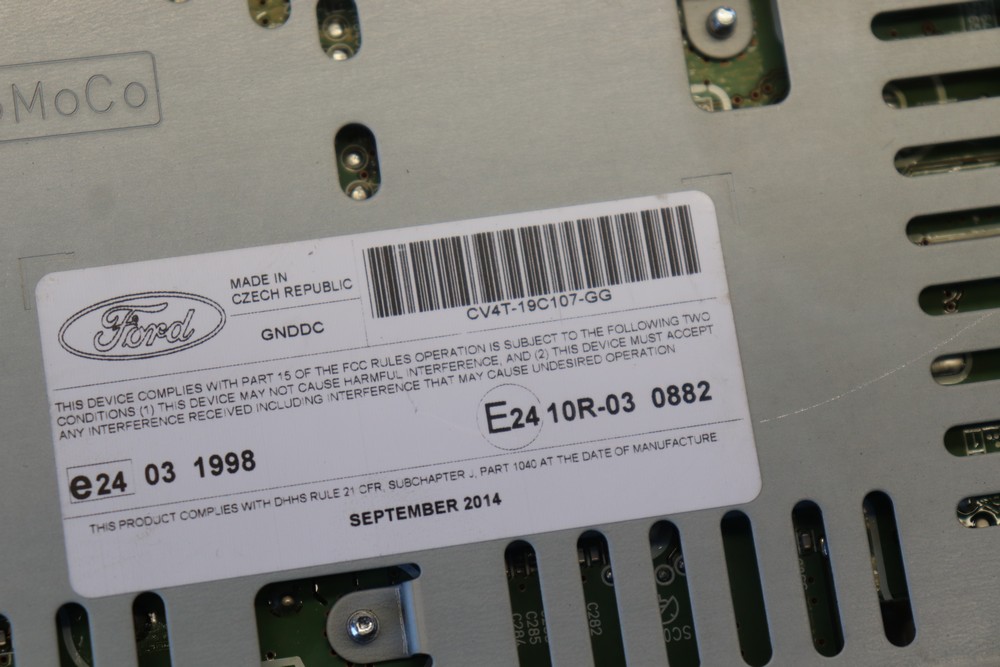 MoCo
Ford
MADE IN
CZECH REPUBLIC
GNDDC
CV4T-19C107-GG
THIS DEVICE COMPLIES WITH PART 15 OF THE FCC RULES OPERATION IS SUBJECT TO THE FOLLOWING TWO
CONDITIONS (1) THIS DEVICE MAY NOT CAUSE HARMFUL INTERFERENCE, AND (2) THIS DEVICE MUST ACCEPT
ANY INTERFERENCE RECEIVED INCLUDING INTERFERENCE THAT MAY CAUSE UNDESIRED OPERATION
E24 10R-03 0882
e24 03 1998
THIS PRODUCT COMPLIES WITH DHHS RULE 21 CFR, SUBCHAPTER J, PART 1040 AT THE DATE OF MANUFACTURE
SEPTEMBER 2014
C284
C285
C282